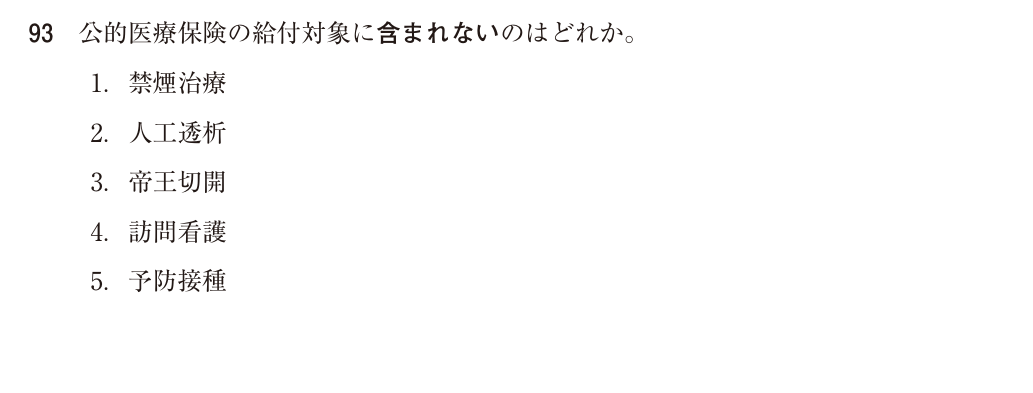 93 公的医療保険の給付対象に含まれないのはどれか。
1. 禁煙治療
2. 人工透析
3. 帝王切開
4. 訪問看護
5. 予防接種